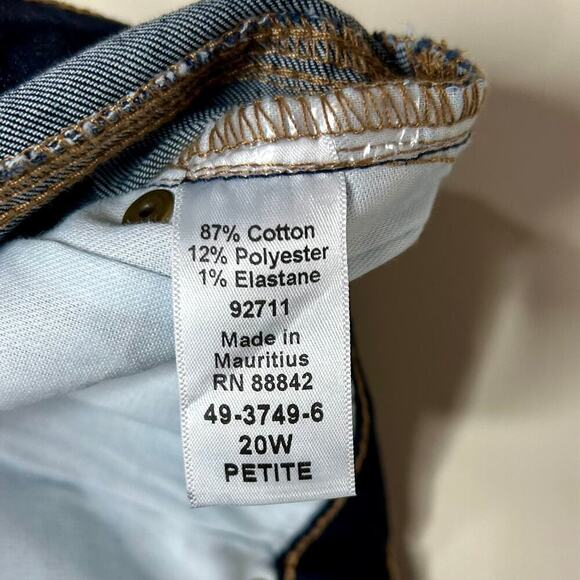 87% Cotton
12% Polyester
1% Elastane
92711
Made in
Mauritius
RN 88842
49-3749-6
20W
PETITE